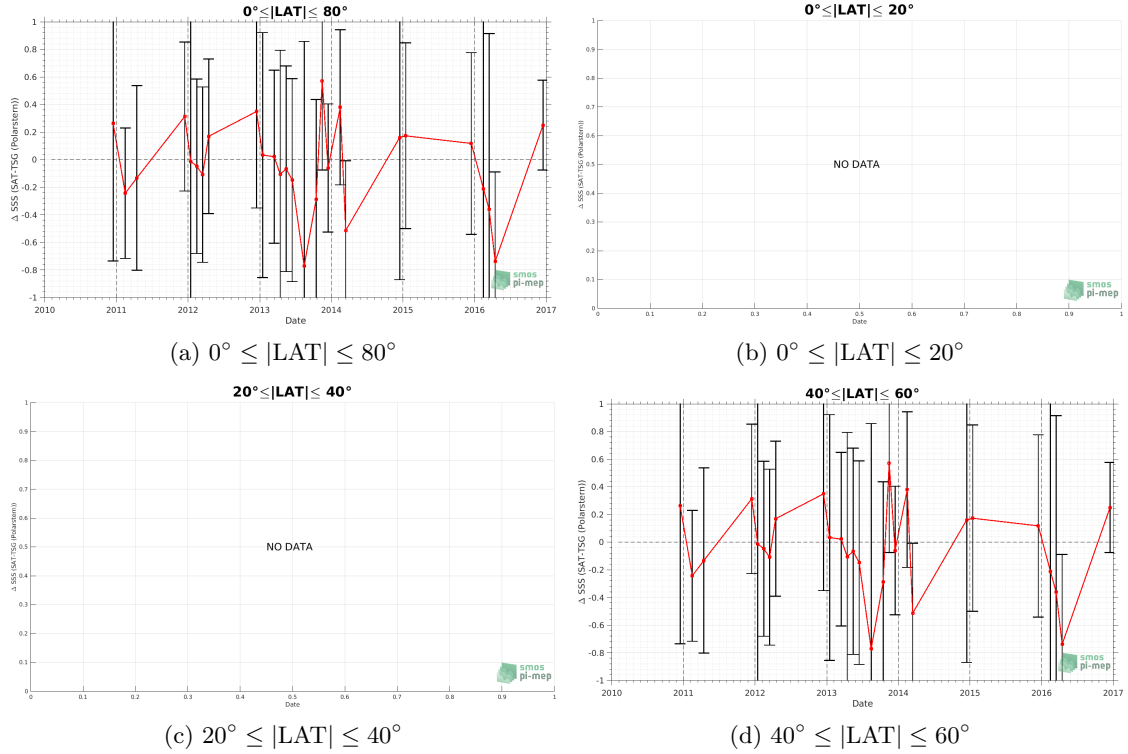 0°≤|LAT|≤ 80°
Δ SSS (SAT-TSG (Polarstern))
1
0.8
0.6
0.4
0.2
0
-0.2
-0.4
-0.6
-0.8
-1
2010 2011 2012 2013 2014 2015 2016 2017
Date
smos
pi-mep
(a) 0° ≤ |LAT| ≤ 80°
0°≤|LAT|≤ 20°
Δ SSS (SAT-TSG (Polarstern))
1
0.9
0.8
0.7
0.6
0.5
0.4
0.3
0.2
0.1
0
NO DATA
0 0.1 0.2 0.3 0.4 0.5 0.6 0.7 0.8 0.9 1
Date
smos
pi-mep
(b) 0° ≤ |LAT| ≤ 20°
20°≤|LAT|≤ 40°
Δ SSS (SAT-TSG (Polarstern))
1
0.9
0.8
0.7
0.6
0.5
0.4
0.3
0.2
0.1
0
NO DATA
0 0.1 0.2 0.3 0.4 0.5 0.6 0.7 0.8 0.9 1
Date
smos
pi-mep
(c) 20° ≤ |LAT| ≤ 40°
40°≤|LAT|≤ 60°
Δ SSS (SAT-TSG (Polarstern))
1
0.8
0.6
0.4
0.2
0
-0.2
-0.4
-0.6
-0.8
-1
2010 2011 2012 2013 2014 2015 2016 2017
Date
smos
pi-mep
(d) 40° ≤ |LAT| ≤ 60°